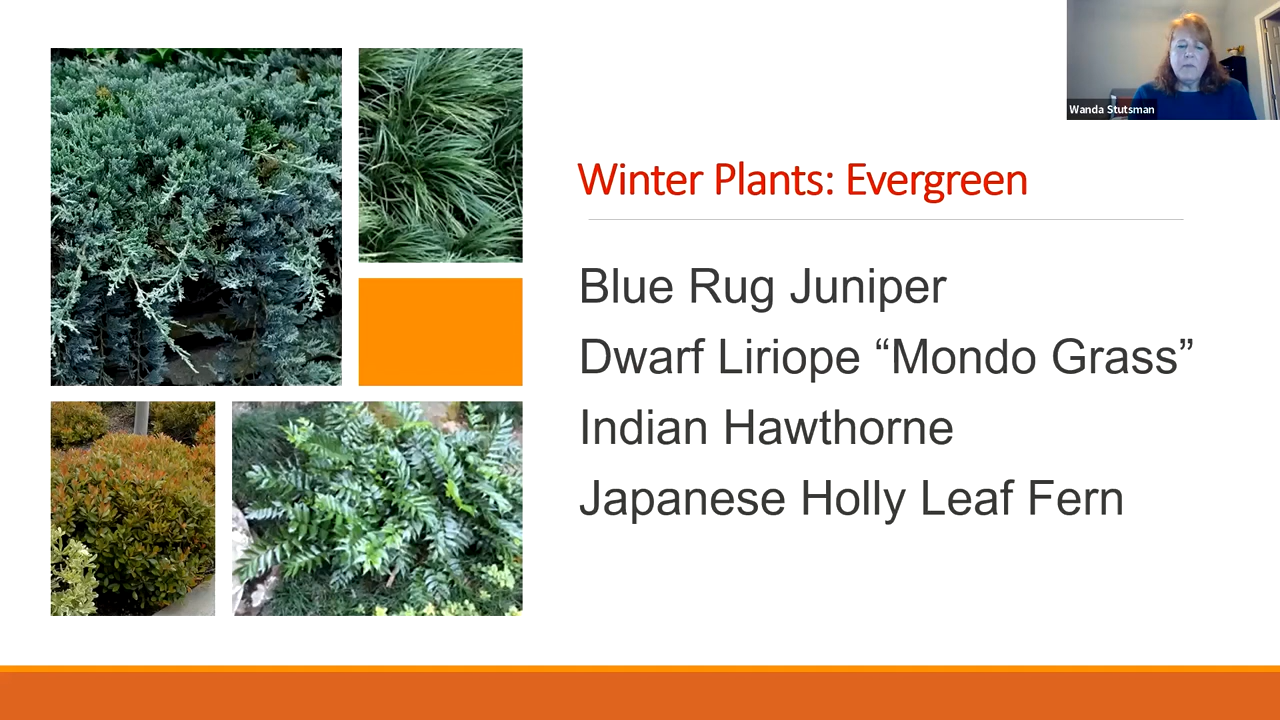 Wanda Stutsman
Winter Plants: Evergreen
Blue Rug Juniper
Dwarf Liriope “Mondo Grass”
Indian Hawthorne
Japanese Holly Leaf Fern